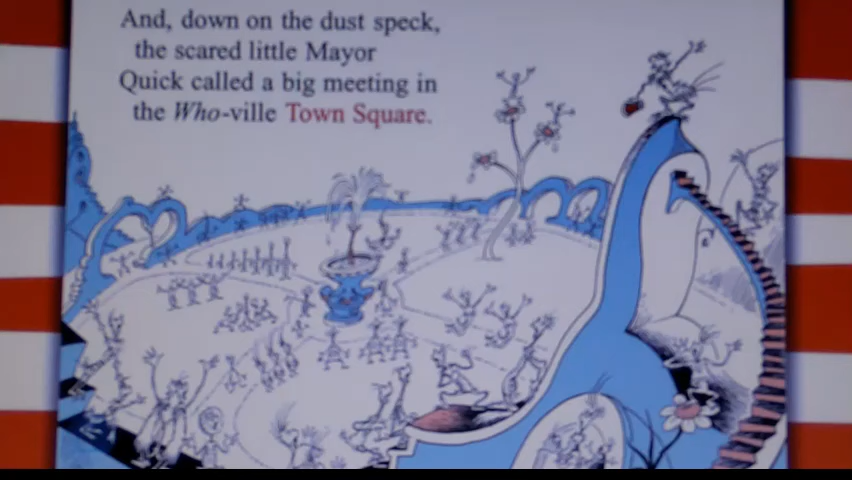 And, down on the dust speck,
the scared little Mayor
Quick called a big meeting in
the Who-ville Town Square.